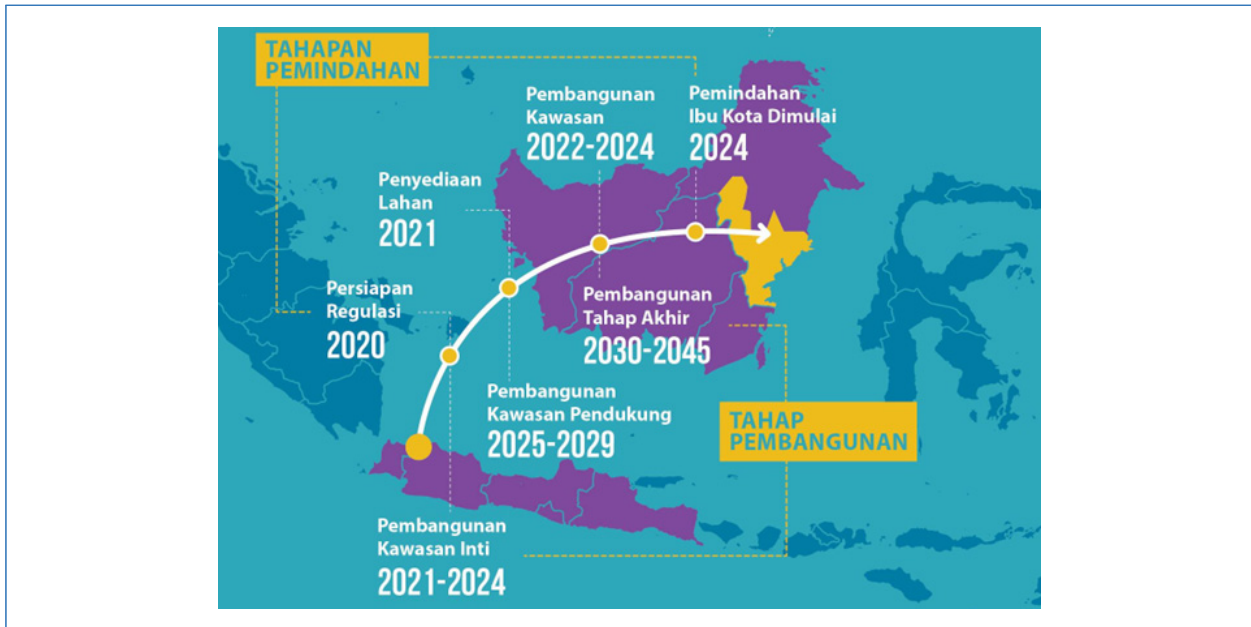 TAHAPAN
PEMINDAHAN
Pembangunan
Kawasan
2022-2024
Pemindahan
Ibu Kota Dimulai
2024
Penyediaan
Lahan
2021
Persiapan
Regulasi
2020
Pembangunan
Tahap Akhir
2030-2045
Pembangunan
Kawasan Pendukung
2025-2029
TAHAP
PEMBANGUNAN
Pembangunan
Kawasan Inti
2021-2024